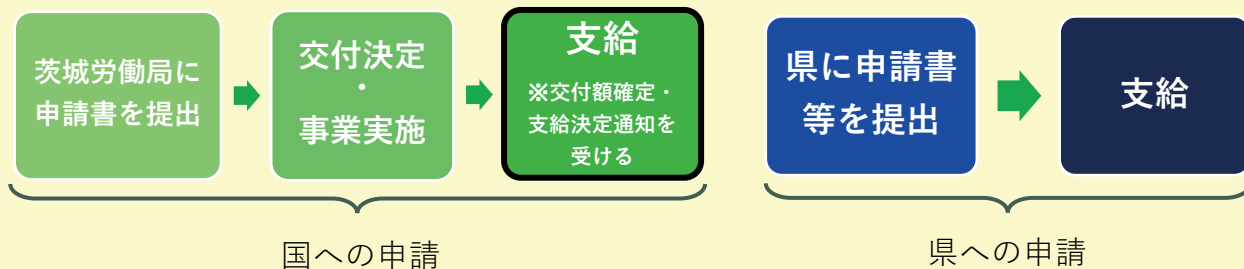 茨城労働局に
申請書を提出
交付決定
・
事業実施
支給
※交付額確定・
支給決定通知を
受ける
国への申請
県に申請書
等を提出
支給
県への申請